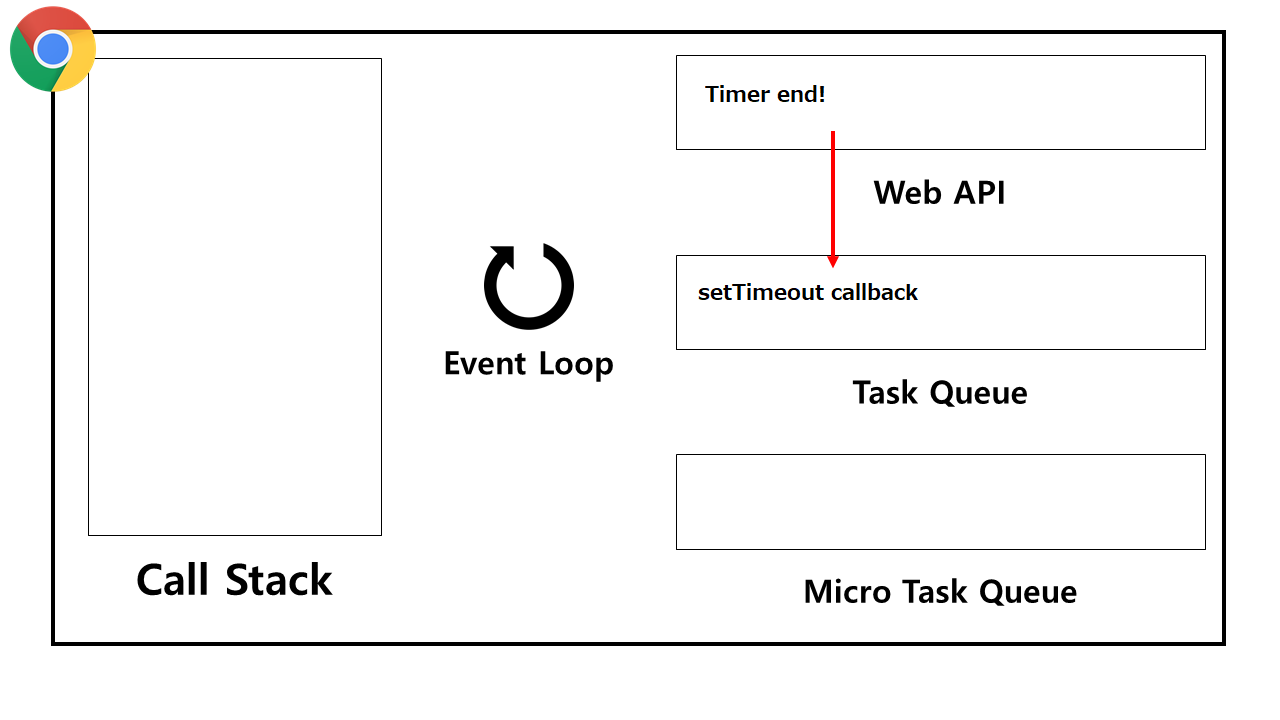 Timer end!
Web API
setTimeout callback
Event Loop
Task Queue
Call Stack
Micro Task Queue